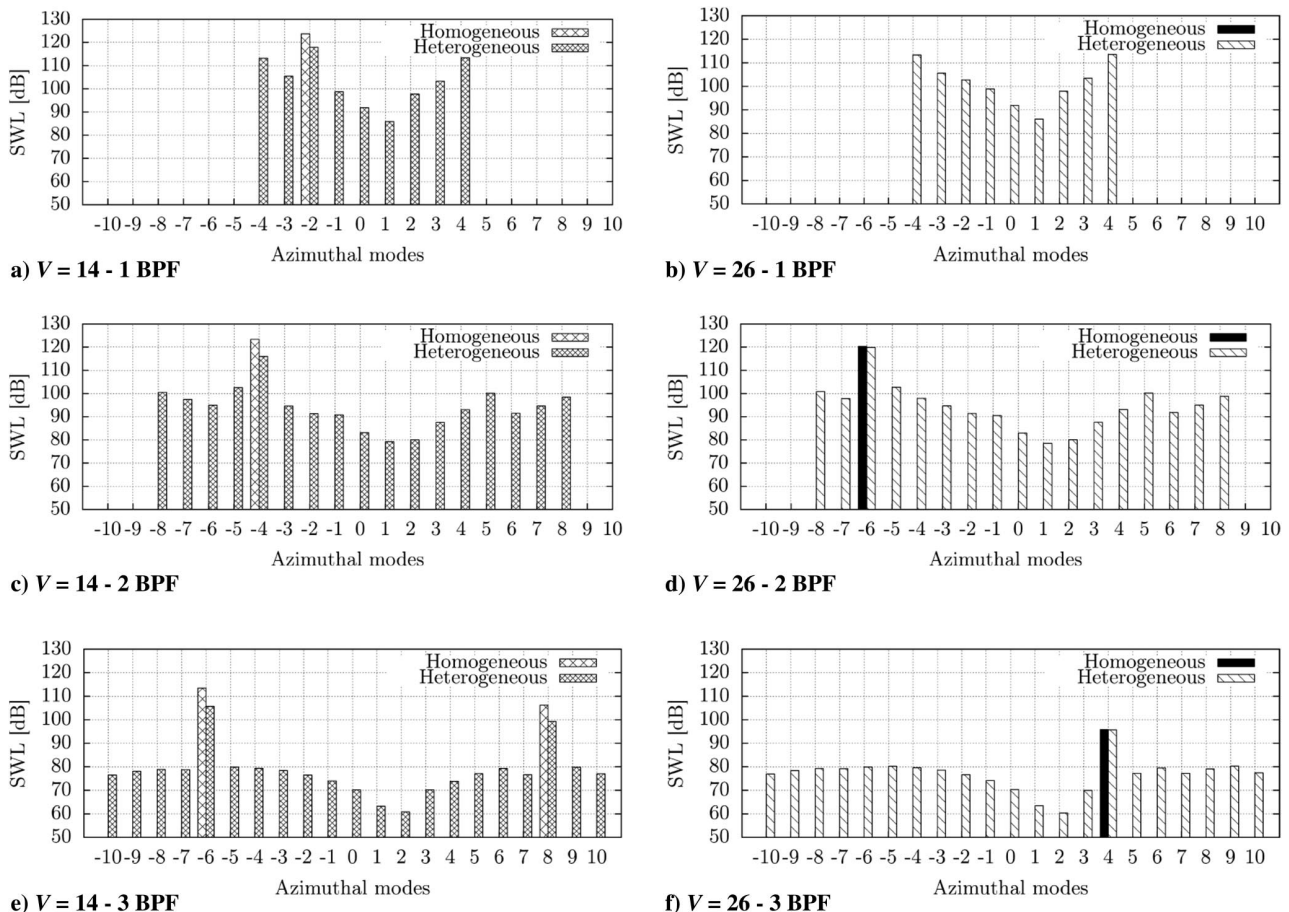 130
120
110
100
90
80
70
60
50
SWL [dB]
Homogeneous
Heterogeneous
-10 -9 -8 -7 -6 -5 -4 -3 -2 -1 0 1 2 3 4 5 6 7 8 9 10
Azimuthal modes
a) V = 14 - 1 BPF
130
120
110
100
90
80
70
60
50
SWL [dB]
Homogeneous
Heterogeneous
-10 -9 -8 -7 -6 -5 -4 -3 -2 -1 0 1 2 3 4 5 6 7 8 9 10
Azimuthal modes
b) V = 26 - 1 BPF
130
120
110
100
90
80
70
60
50
SWL [dB]
Homogeneous
Heterogeneous
-10 -9 -8 -7 -6 -5 -4 -3 -2 -1 0 1 2 3 4 5 6 7 8 9 10
Azimuthal modes
c) V = 14 - 2 BPF
130
120
110
100
90
80
70
60
50
SWL [dB]
Homogeneous
Heterogeneous
-10 -9 -8 -7 -6 -5 -4 -3 -2 -1 0 1 2 3 4 5 6 7 8 9 10
Azimuthal modes
d) V = 26 - 2 BPF
130
120
110
100
90
80
70
60
50
SWL [dB]
Homogeneous
Heterogeneous
-10 -9 -8 -7 -6 -5 -4 -3 -2 -1 0 1 2 3 4 5 6 7 8 9 10
Azimuthal modes
e) V = 14 - 3 BPF
130
120
110
100
90
80
70
60
50
SWL [dB]
Homogeneous
Heterogeneous
-10 -9 -8 -7 -6 -5 -4 -3 -2 -1 0 1 2 3 4 5 6 7 8 9 10
Azimuthal modes
f) V = 26 - 3 BPF